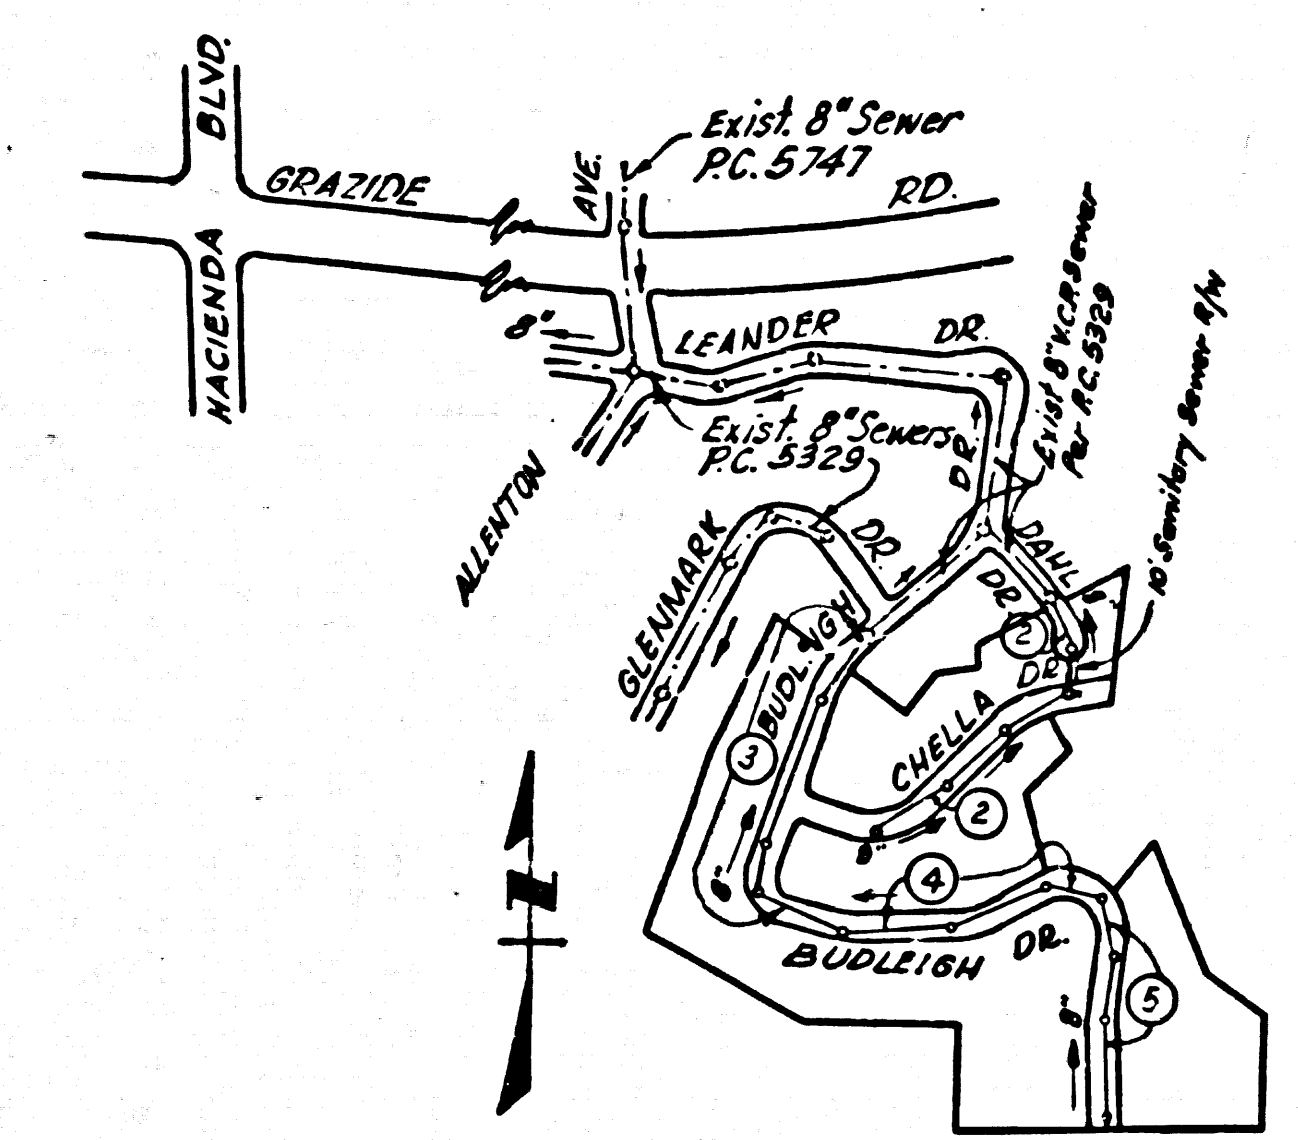 HACIENDA BLVD.
GRAZIDE
RD.
AVE.
Exist. 8" Sewer
P.C. 5747
8"
LEANDER
DR.
Exist. 8" Sewers
P.C. 5329
ALLENTON
DR.
Exist 8" V.C.P. Sewer
Per P.C. 5329
10' Sanitary Sewer R/W
GLENMARK
DR.
DAHL
DR.
8"
2
DR.
BUDLEIGH
3
CHELLA
2
8"
8"
4
BUDLEIGH
DR.
5
8"
N